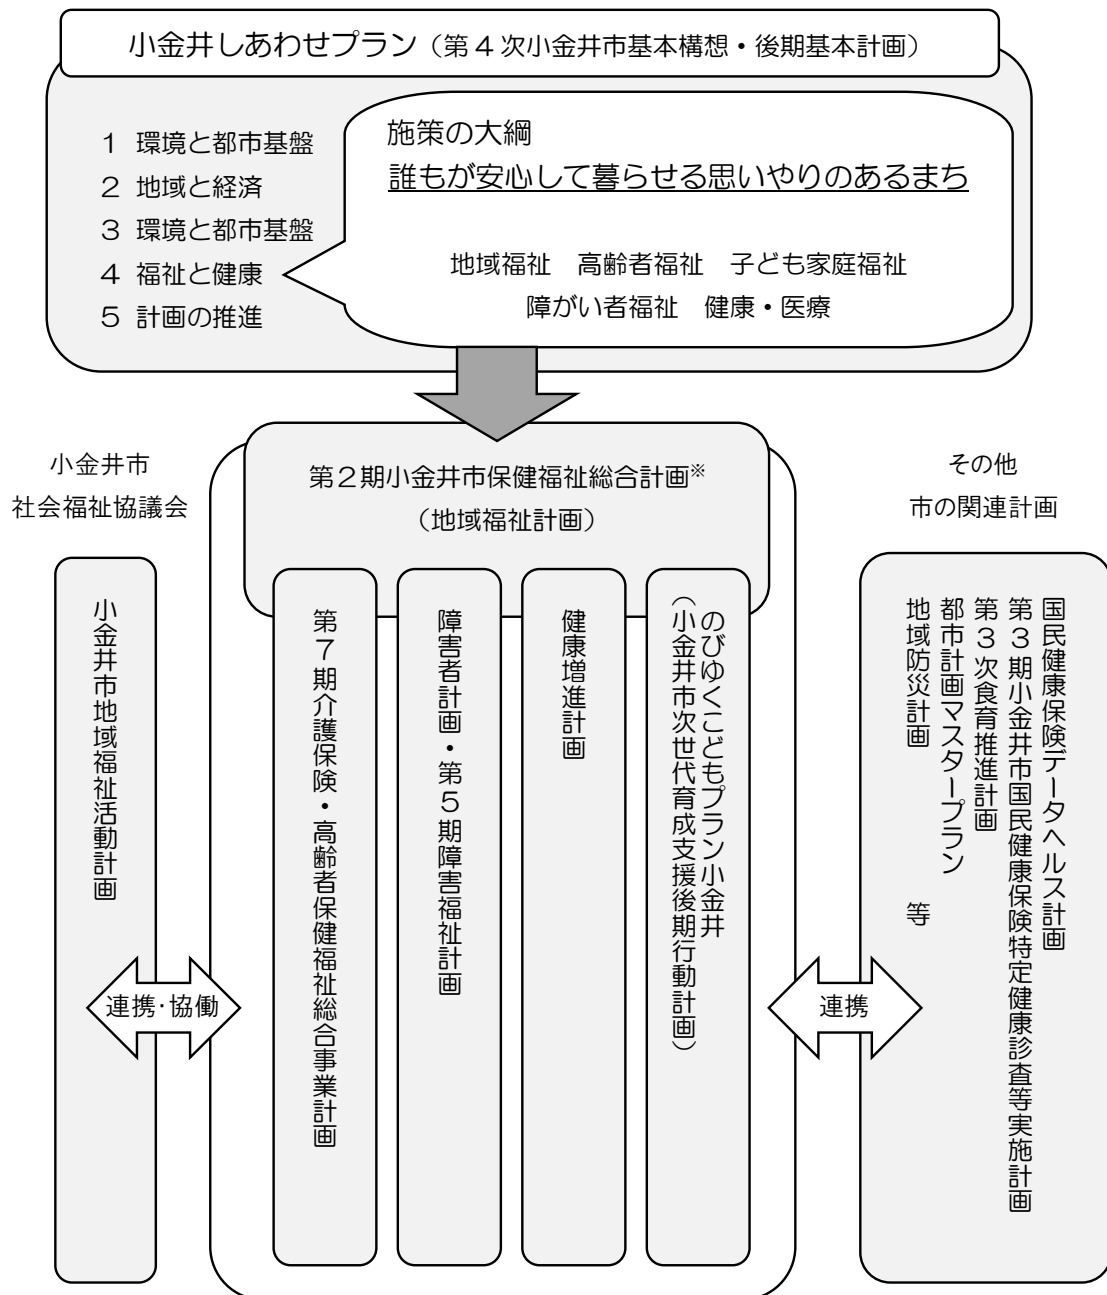 小金井しあわせプラン（第４次小金井市基本構想・後期基本計画）
1 環境と都市基盤
2 地域と経済
3 環境と都市基盤
4 福祉と健康
5 計画の推進
施策の大綱
誰もが安心して暮らせる思いやりのあるまち
地域福祉　高齢者福祉　子ども家庭福祉
障がい者福祉　健康・医療
小金井市
社会福祉協議会
小金井市地域福祉活動計画
連携・協働
第２期小金井市保健福祉総合計画※
（地域福祉計画）
第７期介護保険・高齢者保健福祉総合事業計画
障害者計画・第５期障害福祉計画
健康増進計画
のびゆくこどもプラン小金井
（小金井市次世代育成支援後期行動計画）
連携
その他
市の関連計画
国民健康保険データヘルス計画
第３期小金井市国民健康保険特定健康診査等実施計画
第３次食育推進計画
都市計画マスタープラン
地域防災計画　等